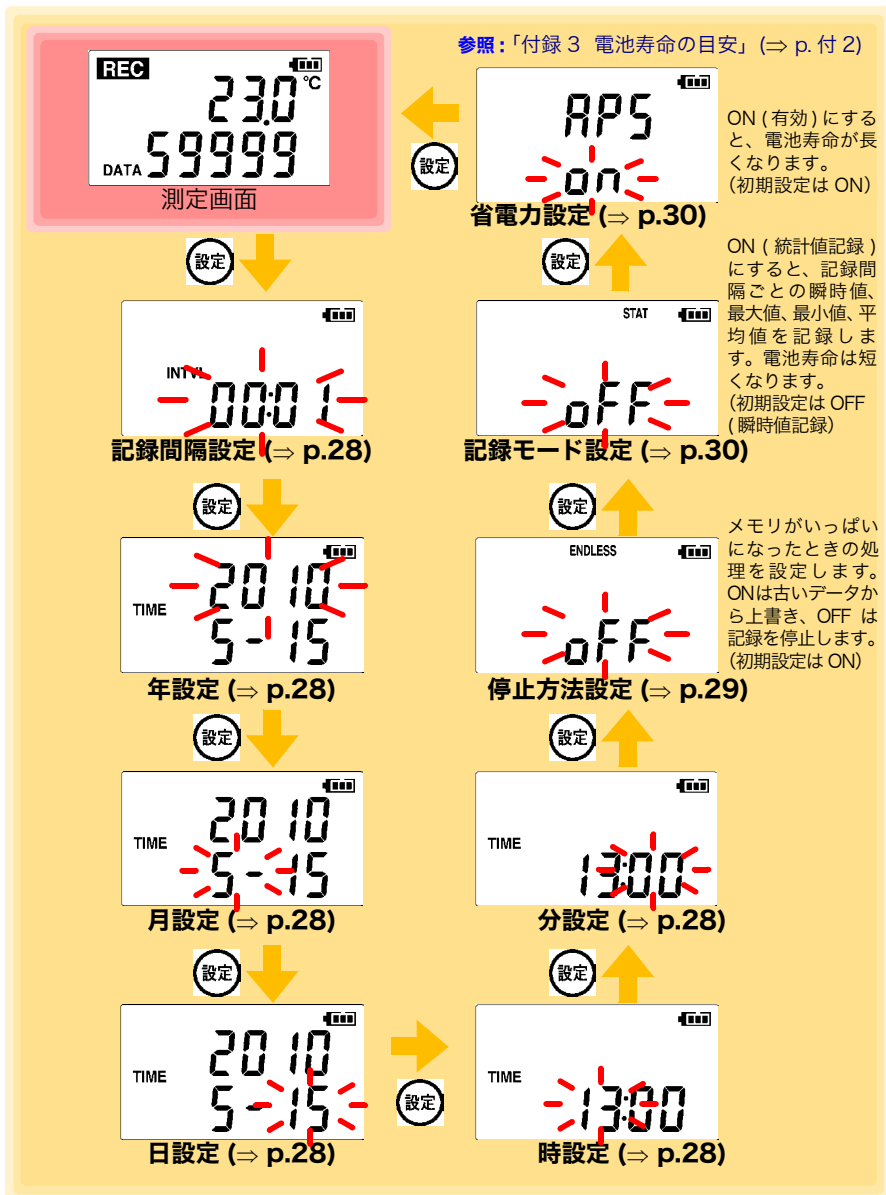 参照:「付録 3 電池寿命の目安」(⇒ p. 付 2)
REC
23.0 ℃
DATA 59999
測定画面
設定
INTVL
00:01
記録間隔設定 (⇒ p.28)
設定
2010
TIME
5-15
年設定 (⇒ p.28)
設定
2010
TIME
5-15
月設定 (⇒ p.28)
設定
2010
TIME
5-15
日設定 (⇒ p.28)
設定
TIME
13:00
時設定 (⇒ p.28)
設定
TIME
13:00
分設定 (⇒ p.28)
設定
ENDLESS
oFF
停止方法設定 (⇒ p.29)
メモリがいっぱい
になったときの処
理を設定します。
ONは古いデータか
ら上書き、OFF は
記録を停止します。
(初期設定は ON)
設定
STAT
oFF
記録モード設定 (⇒ p.30)
ON ( 統計値記録 )
にすると、記録間
隔ごとの瞬時値、
最大値、最小値、平
均値を記録しま
す。電池寿命は短
くなります。
(初期設定は OFF
( 瞬時値記録)
設定
APS
on
省電力設定 (⇒ p.30)
ON ( 有効 ) にする
と、電池寿命が長
くなります。
(初期設定は ON)
設定